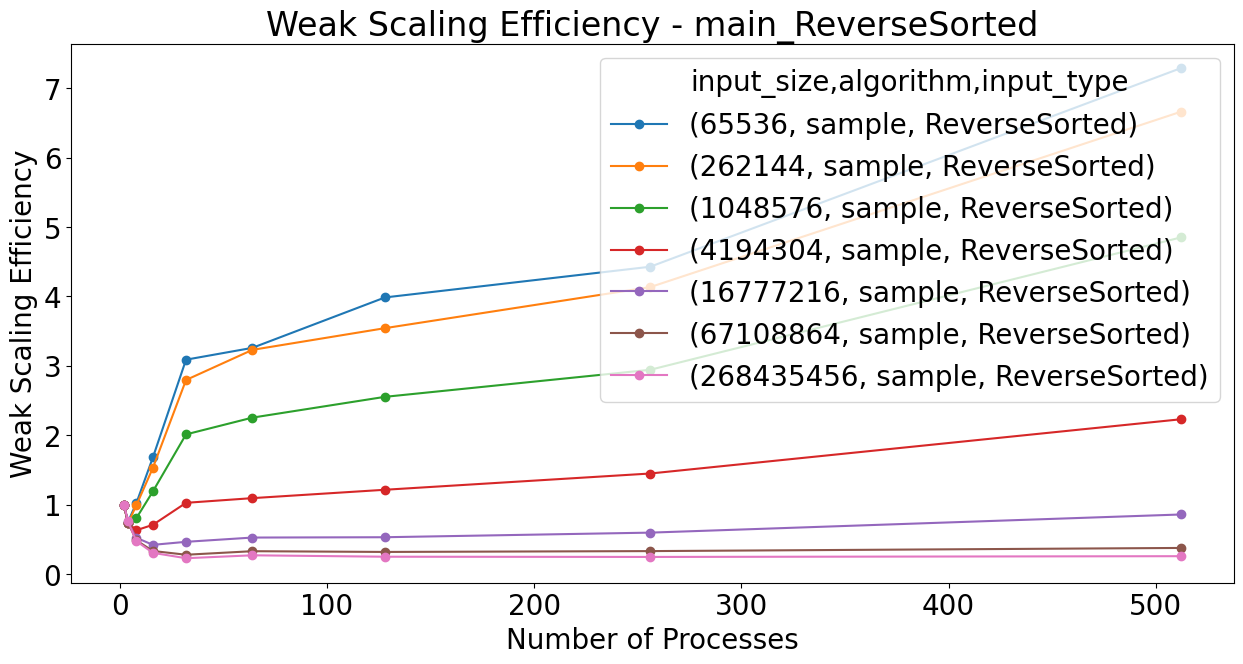 Weak Scaling Efficiency - main_ReverseSorted
Weak Scaling Efficiency
7
6
5
4
3
2
1
0
input_size,algorithm,input_type
(65536, sample, ReverseSorted)
(262144, sample, ReverseSorted)
(1048576, sample, ReverseSorted)
(4194304, sample, ReverseSorted)
(16777216, sample, ReverseSorted)
(67108864, sample, ReverseSorted)
(268435456, sample, ReverseSorted)
0 100 200 300 400 500
Number of Processes